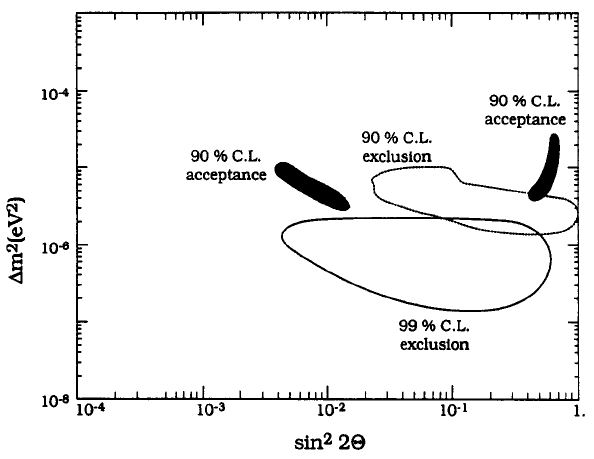 90 % C.L.
acceptance
90 % C.L.
exclusion
90 % C.L.
acceptance
99 % C.L.
exclusion
10-4
10-6
10-8
Δm2(eV2)
10-4 10-3 10-2 10-1 1.
sin2 2Θ